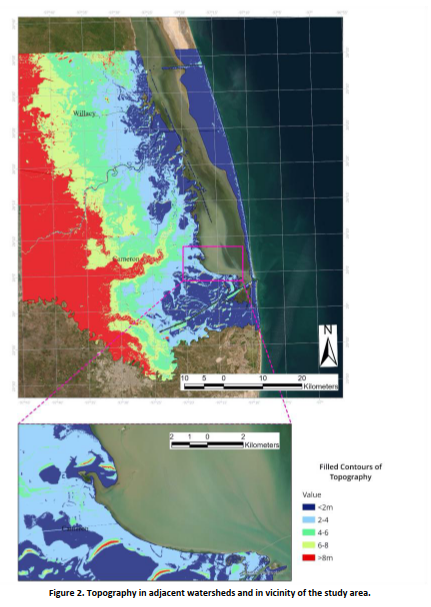 Willacy
Cameron
N
10 5 0 10 20
Kilometers
2 1 0 2
Kilometers
Cameron
Filled Contours of
Topography
Value
<2m
2-4
4-6
6-8
>8m
Figure 2. Topography in adjacent watersheds and in vicinity of the study area.